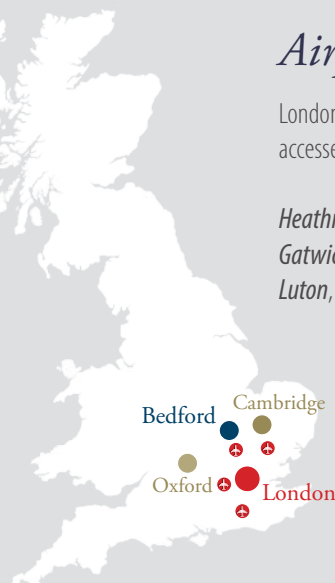 Air
London
accesse
Heathr
Gatwic
Luton,
Bedford
Cambridge
Oxford
London